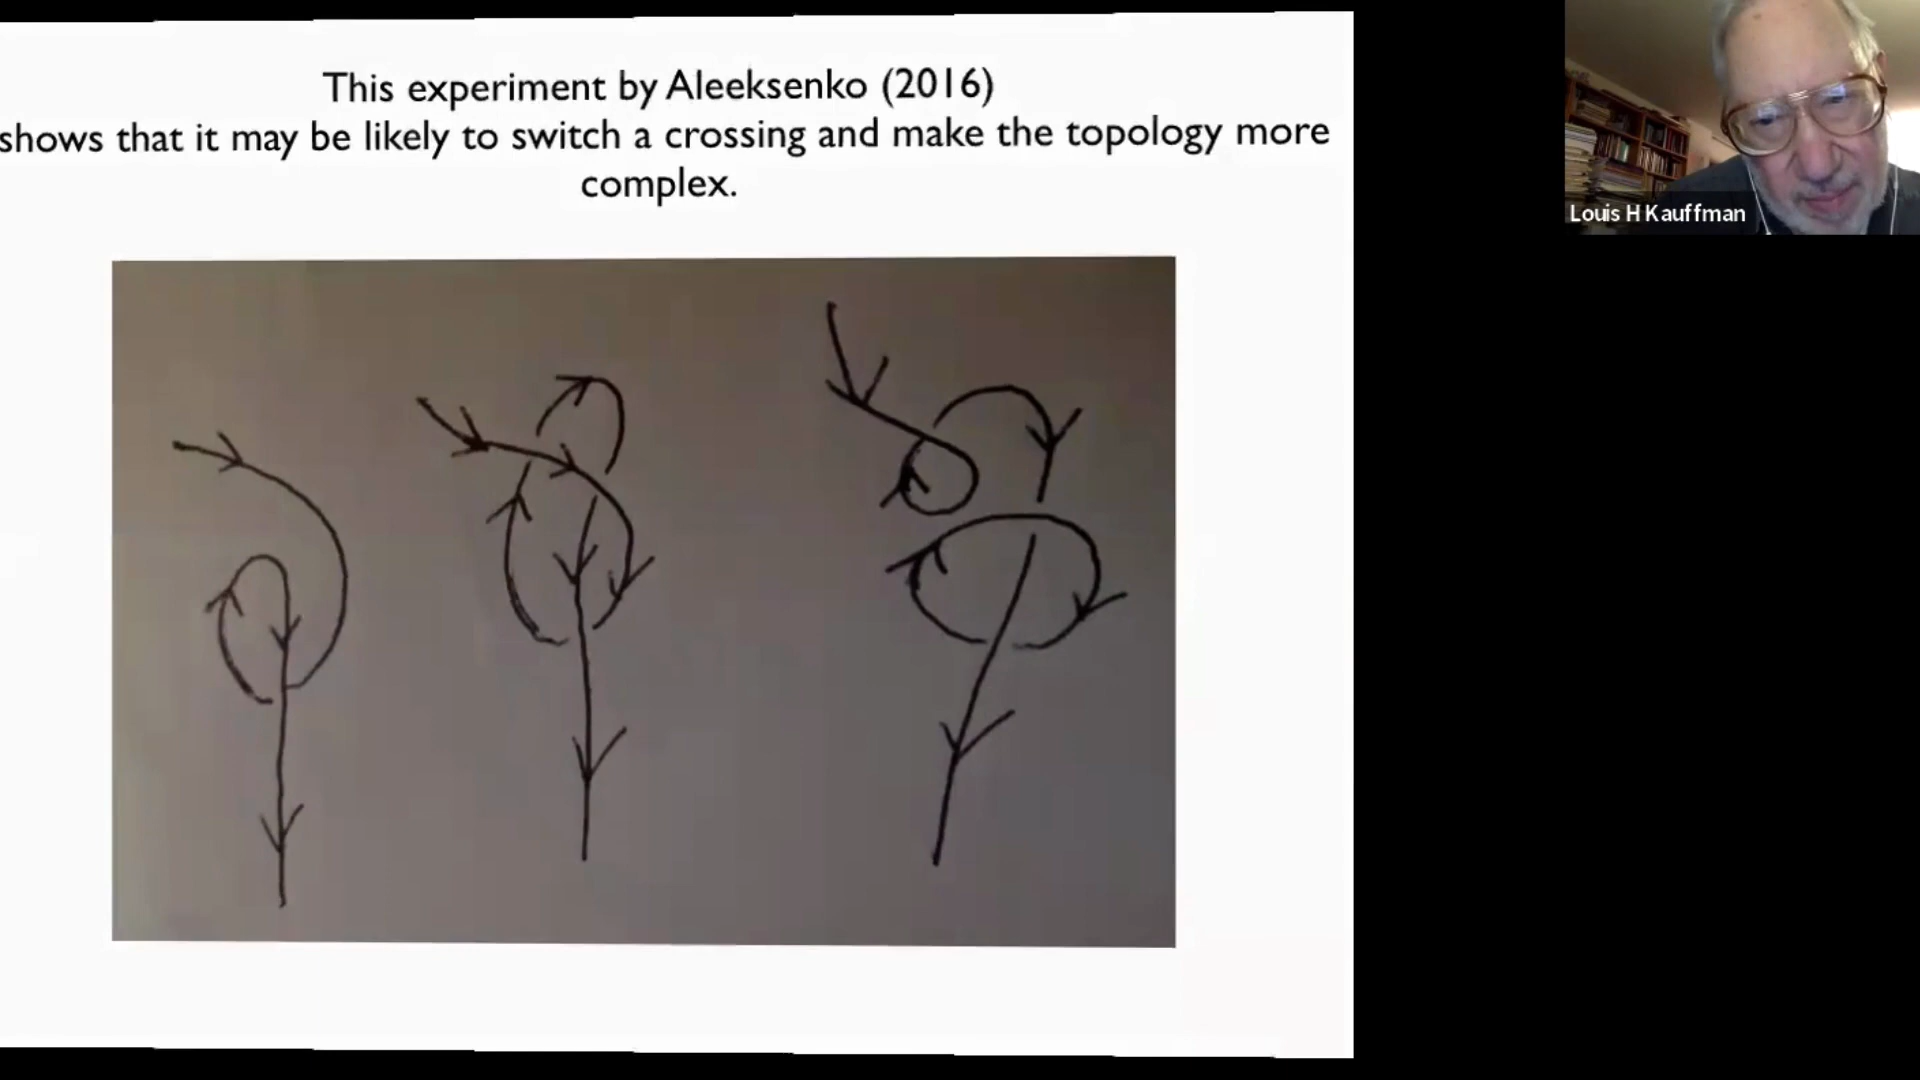 This experiment by Aleeksenko (2016)
shows that it may be likely to switch a crossing and make the topology more
complex.
Louis H Kauffman